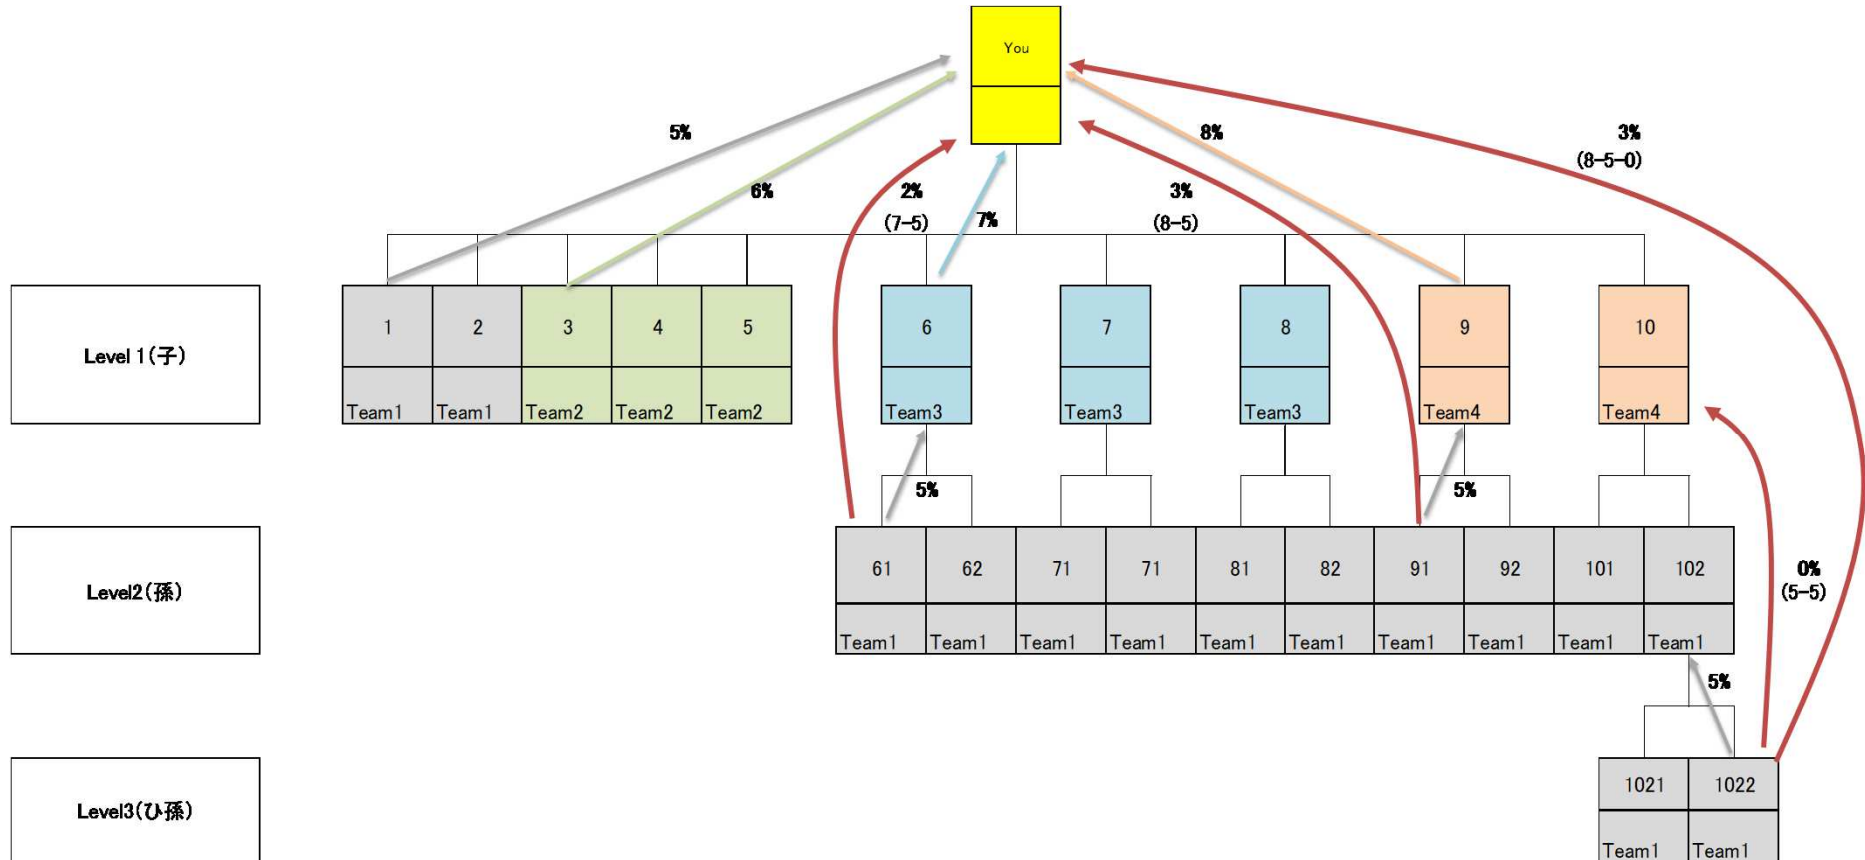 You
5%
8%
3%
(8-5-0)
6%
2%
3%
(7-5)
7%
(8-5)
Level 1(子)
1 2 3 4 5 6 7 8 9 10
Team1 Team1 Team2 Team2 Team2 Team3 Team3 Team3 Team4 Team4
5% 5%
Level2(孫)
61 62 71 71 81 82 91 92 101 102
0%
(5-5)
Team1 Team1 Team1 Team1 Team1 Team1 Team1 Team1 Team1 Team1
5%
Level3(ひ孫)
1021 1022
Team1 Team1